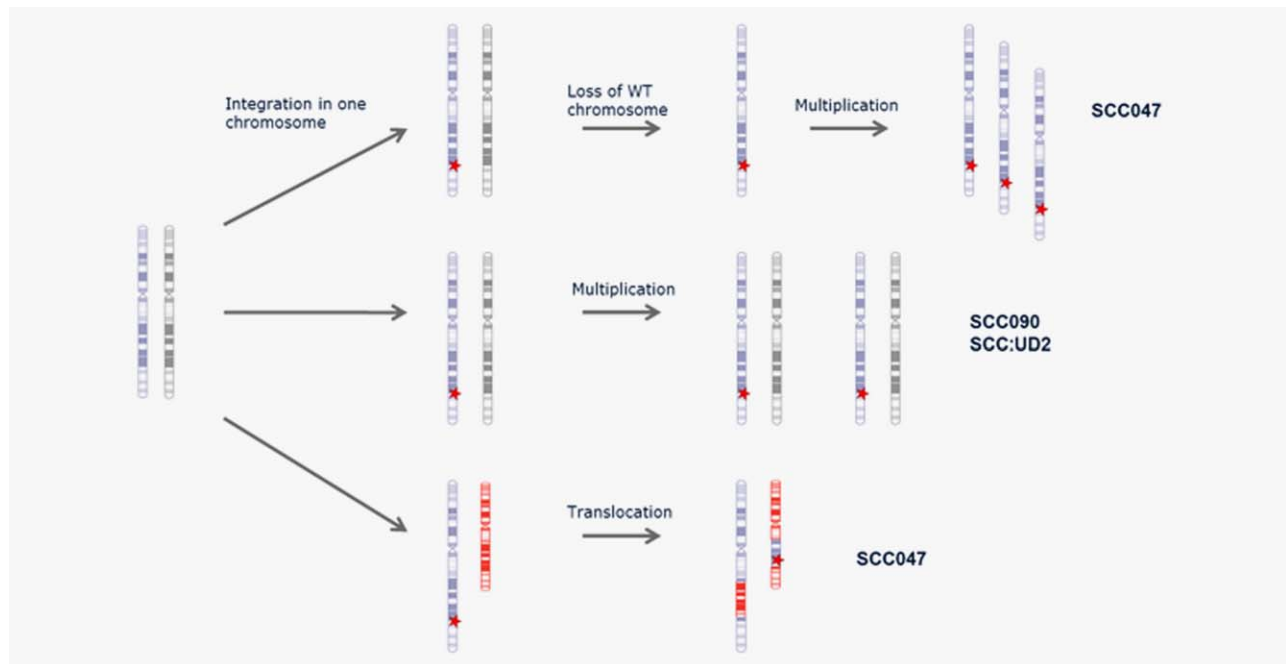 Integration in one
chromosome
Loss of WT
chromosome
Multiplication
SCC047
Multiplication
SCC090
SCC:UD2
Translocation
SCC047